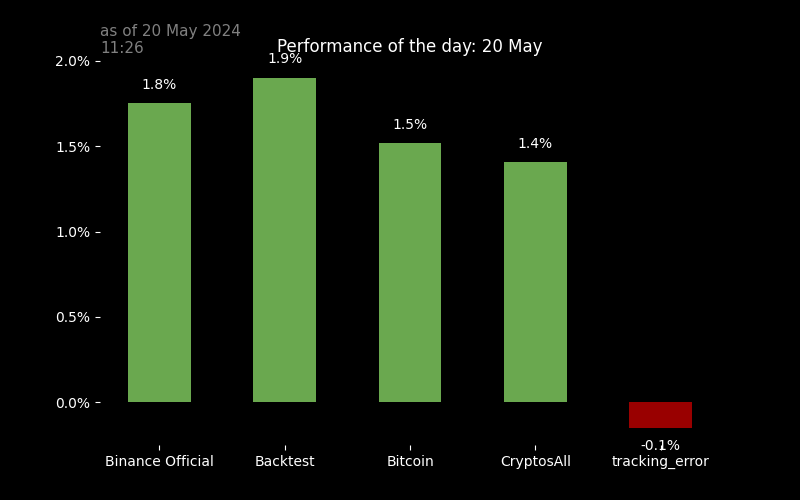 as of 20 May 2024
11:26
Performance of the day: 20 May
2.0%
1.5%
1.0%
0.5%
0.0%
1.8%
1.9%
1.5%
1.4%
-0.1%
Binance Official
Backtest
Bitcoin
CryptosAll
tracking_error